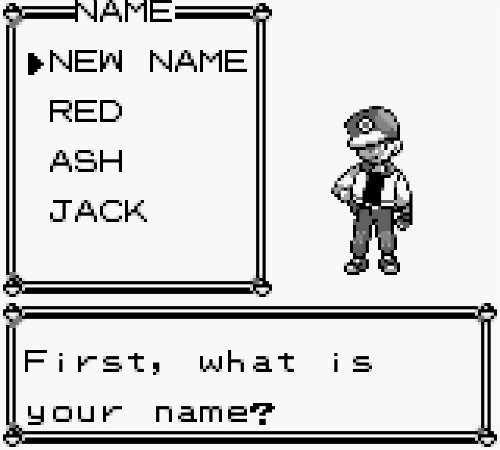 NAME
NEW NAME
RED
ASH
JACK
First, what is
your name?